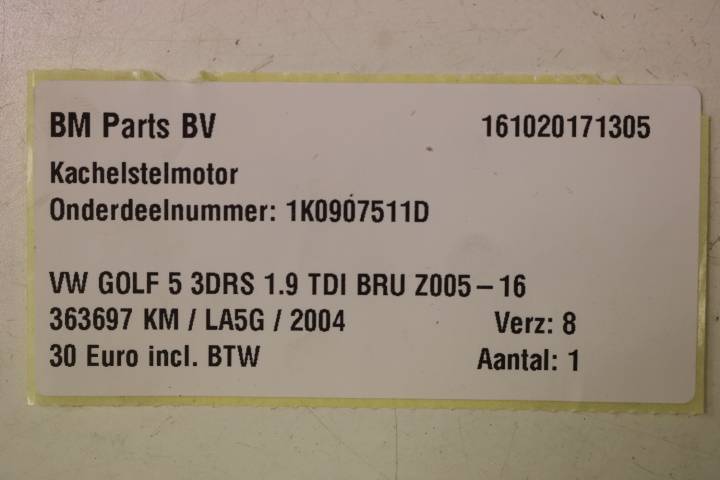 BM Parts BV 161020171305
Kachelstelmotor
Onderdeelnummer: 1K0907511D
VW GOLF 5 3DRS 1.9 TDI BRU Z005-16
363697 KM / LA5G / 2004 Verz: 8
30 Euro incl. BTW Aantal: 1